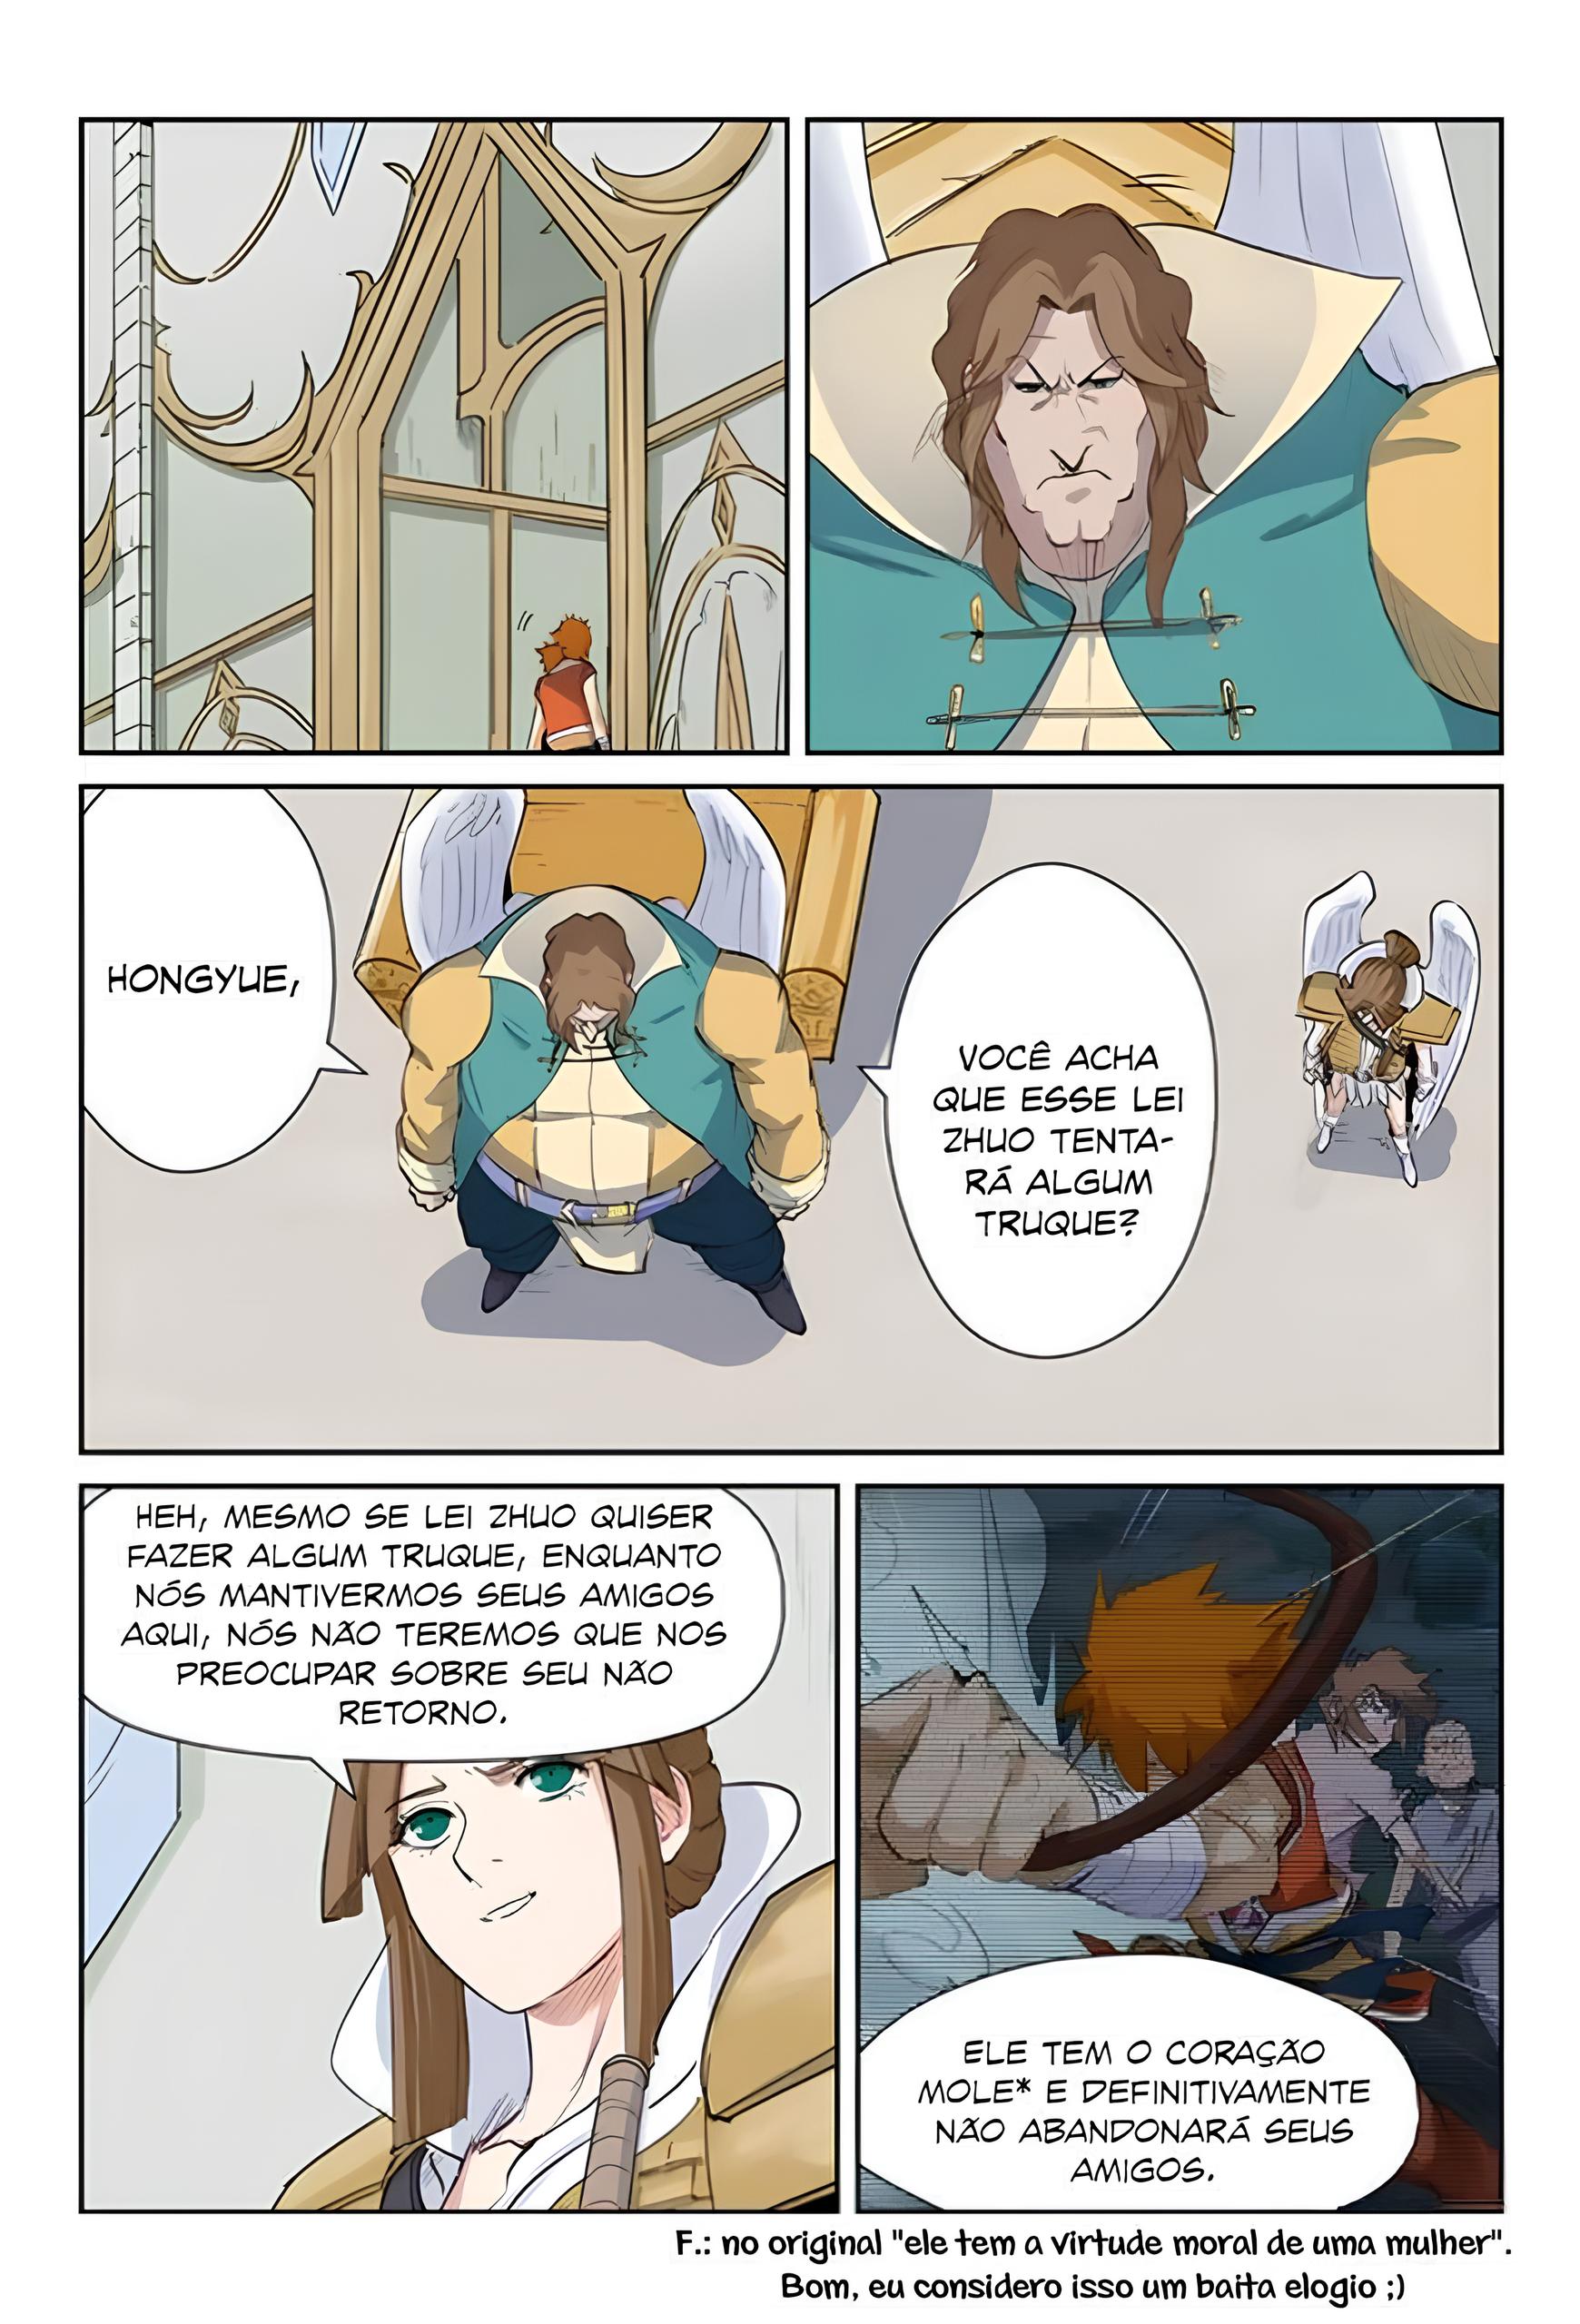 HONGYUE,
VOCÊ ACHA
QUE ESSE LEI
ZHUO TENTA-
RÁ ALGUM
TRUQUE?
HEH, MESMO SE LEI ZHUO QUISER
FAZER ALGUM TRUQUE, ENQUANTO
NÓS MANTIVERMOS SEUS AMIGOS
AQUI, NÓS NÃO TEREMOS QUE NOS
PREOCUPAR SOBRE SEU NÃO
RETORNO.
ELE TEM O CORAÇÃO
MOLE* E DEFINITIVAMENTE
NÃO ABANDONARÁ SEUS
AMIGOS.
F.: no original "ele tem a virtude moral de uma mulher".
Bom, eu considero isso um baita elogio ;)